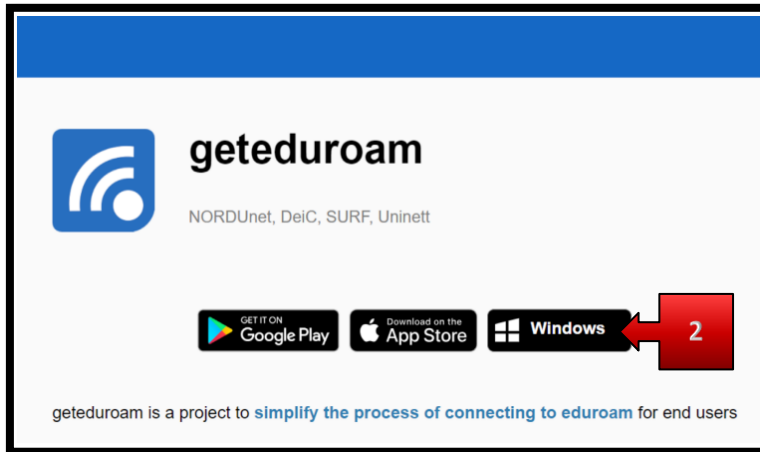 geteduroam
NORDUnet, DeiC, SURF, Uninett
GET IT ON
Google Play
Download on the
App Store
Windows
2
geteduroam is a project to simplify the process of connecting to eduroam for end users